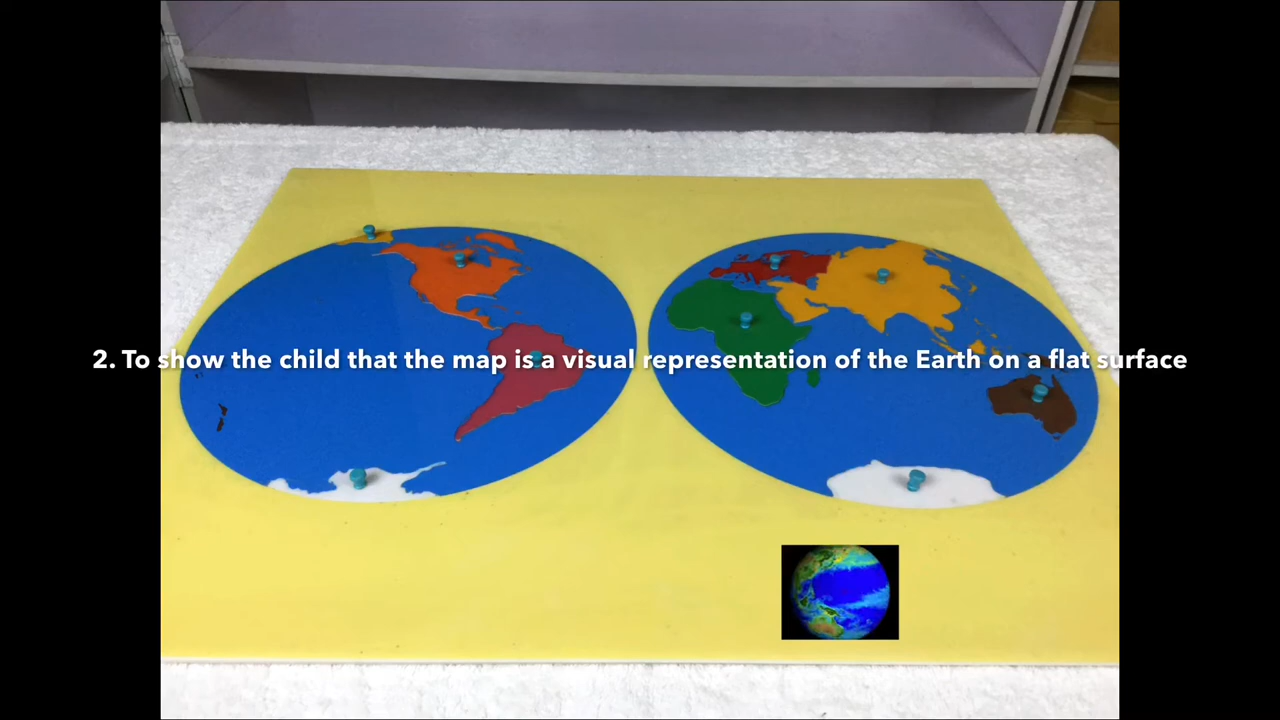 2. To show the child that the map is a visual representation of the Earth on a flat surface